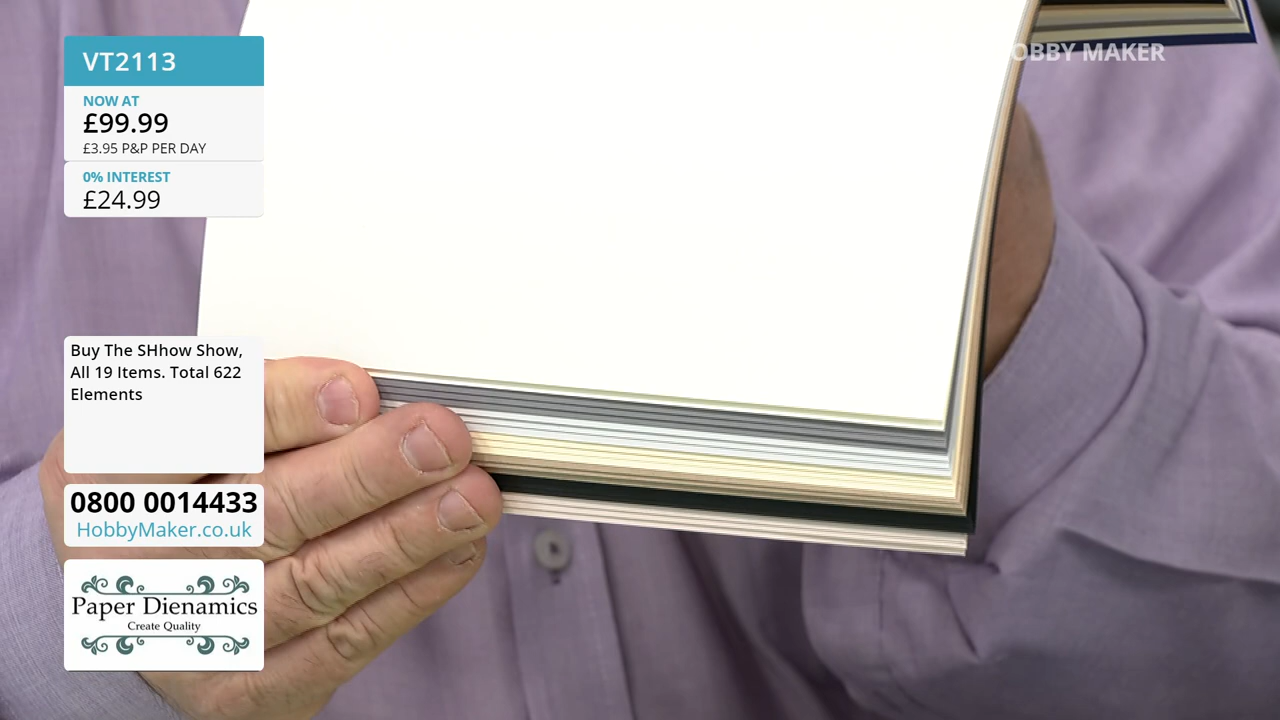 VT2113
NOW AT
£99.99
£3.95 P&P PER DAY
0% INTEREST
£24.99
OBBY MAKER
Buy The SHhow Show,
All 19 Items. Total 622
Elements
0800 0014433
HobbyMaker.co.uk
Paper Dienamics
Create Quality